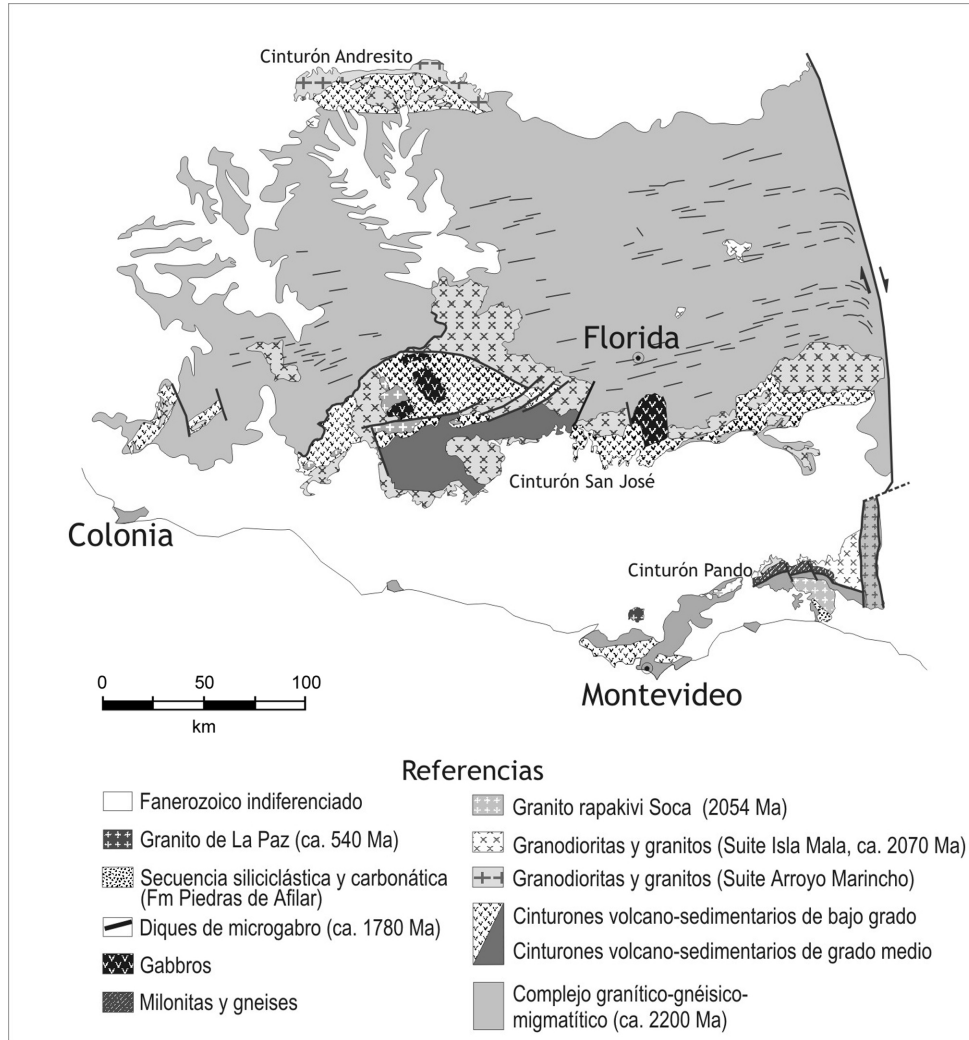 Cinturón Andresito
Florida
Cinturón San José
Colonia
Cinturón Pando
Montevideo
0 50 100
km
Referencias
Fanerozoico indiferenciado
Granito de La Paz (ca. 540 Ma)
Secuencia siliciclástica y carbonática
(Fm Piedras de Afilar)
Diques de microgabro (ca. 1780 Ma)
Gabbros
Milonitas y gneises
Granito rapakivi Soca (2054 Ma)
Granodioritas y granitos (Suite Isla Mala, ca. 2070 Ma)
Granodioritas y granitos (Suite Arroyo Marincho)
Cinturones volcano-sedimentarios de bajo grado
Cinturones volcano-sedimentarios de grado medio
Complejo granítico-gnéisico-
migmatítico (ca. 2200 Ma)